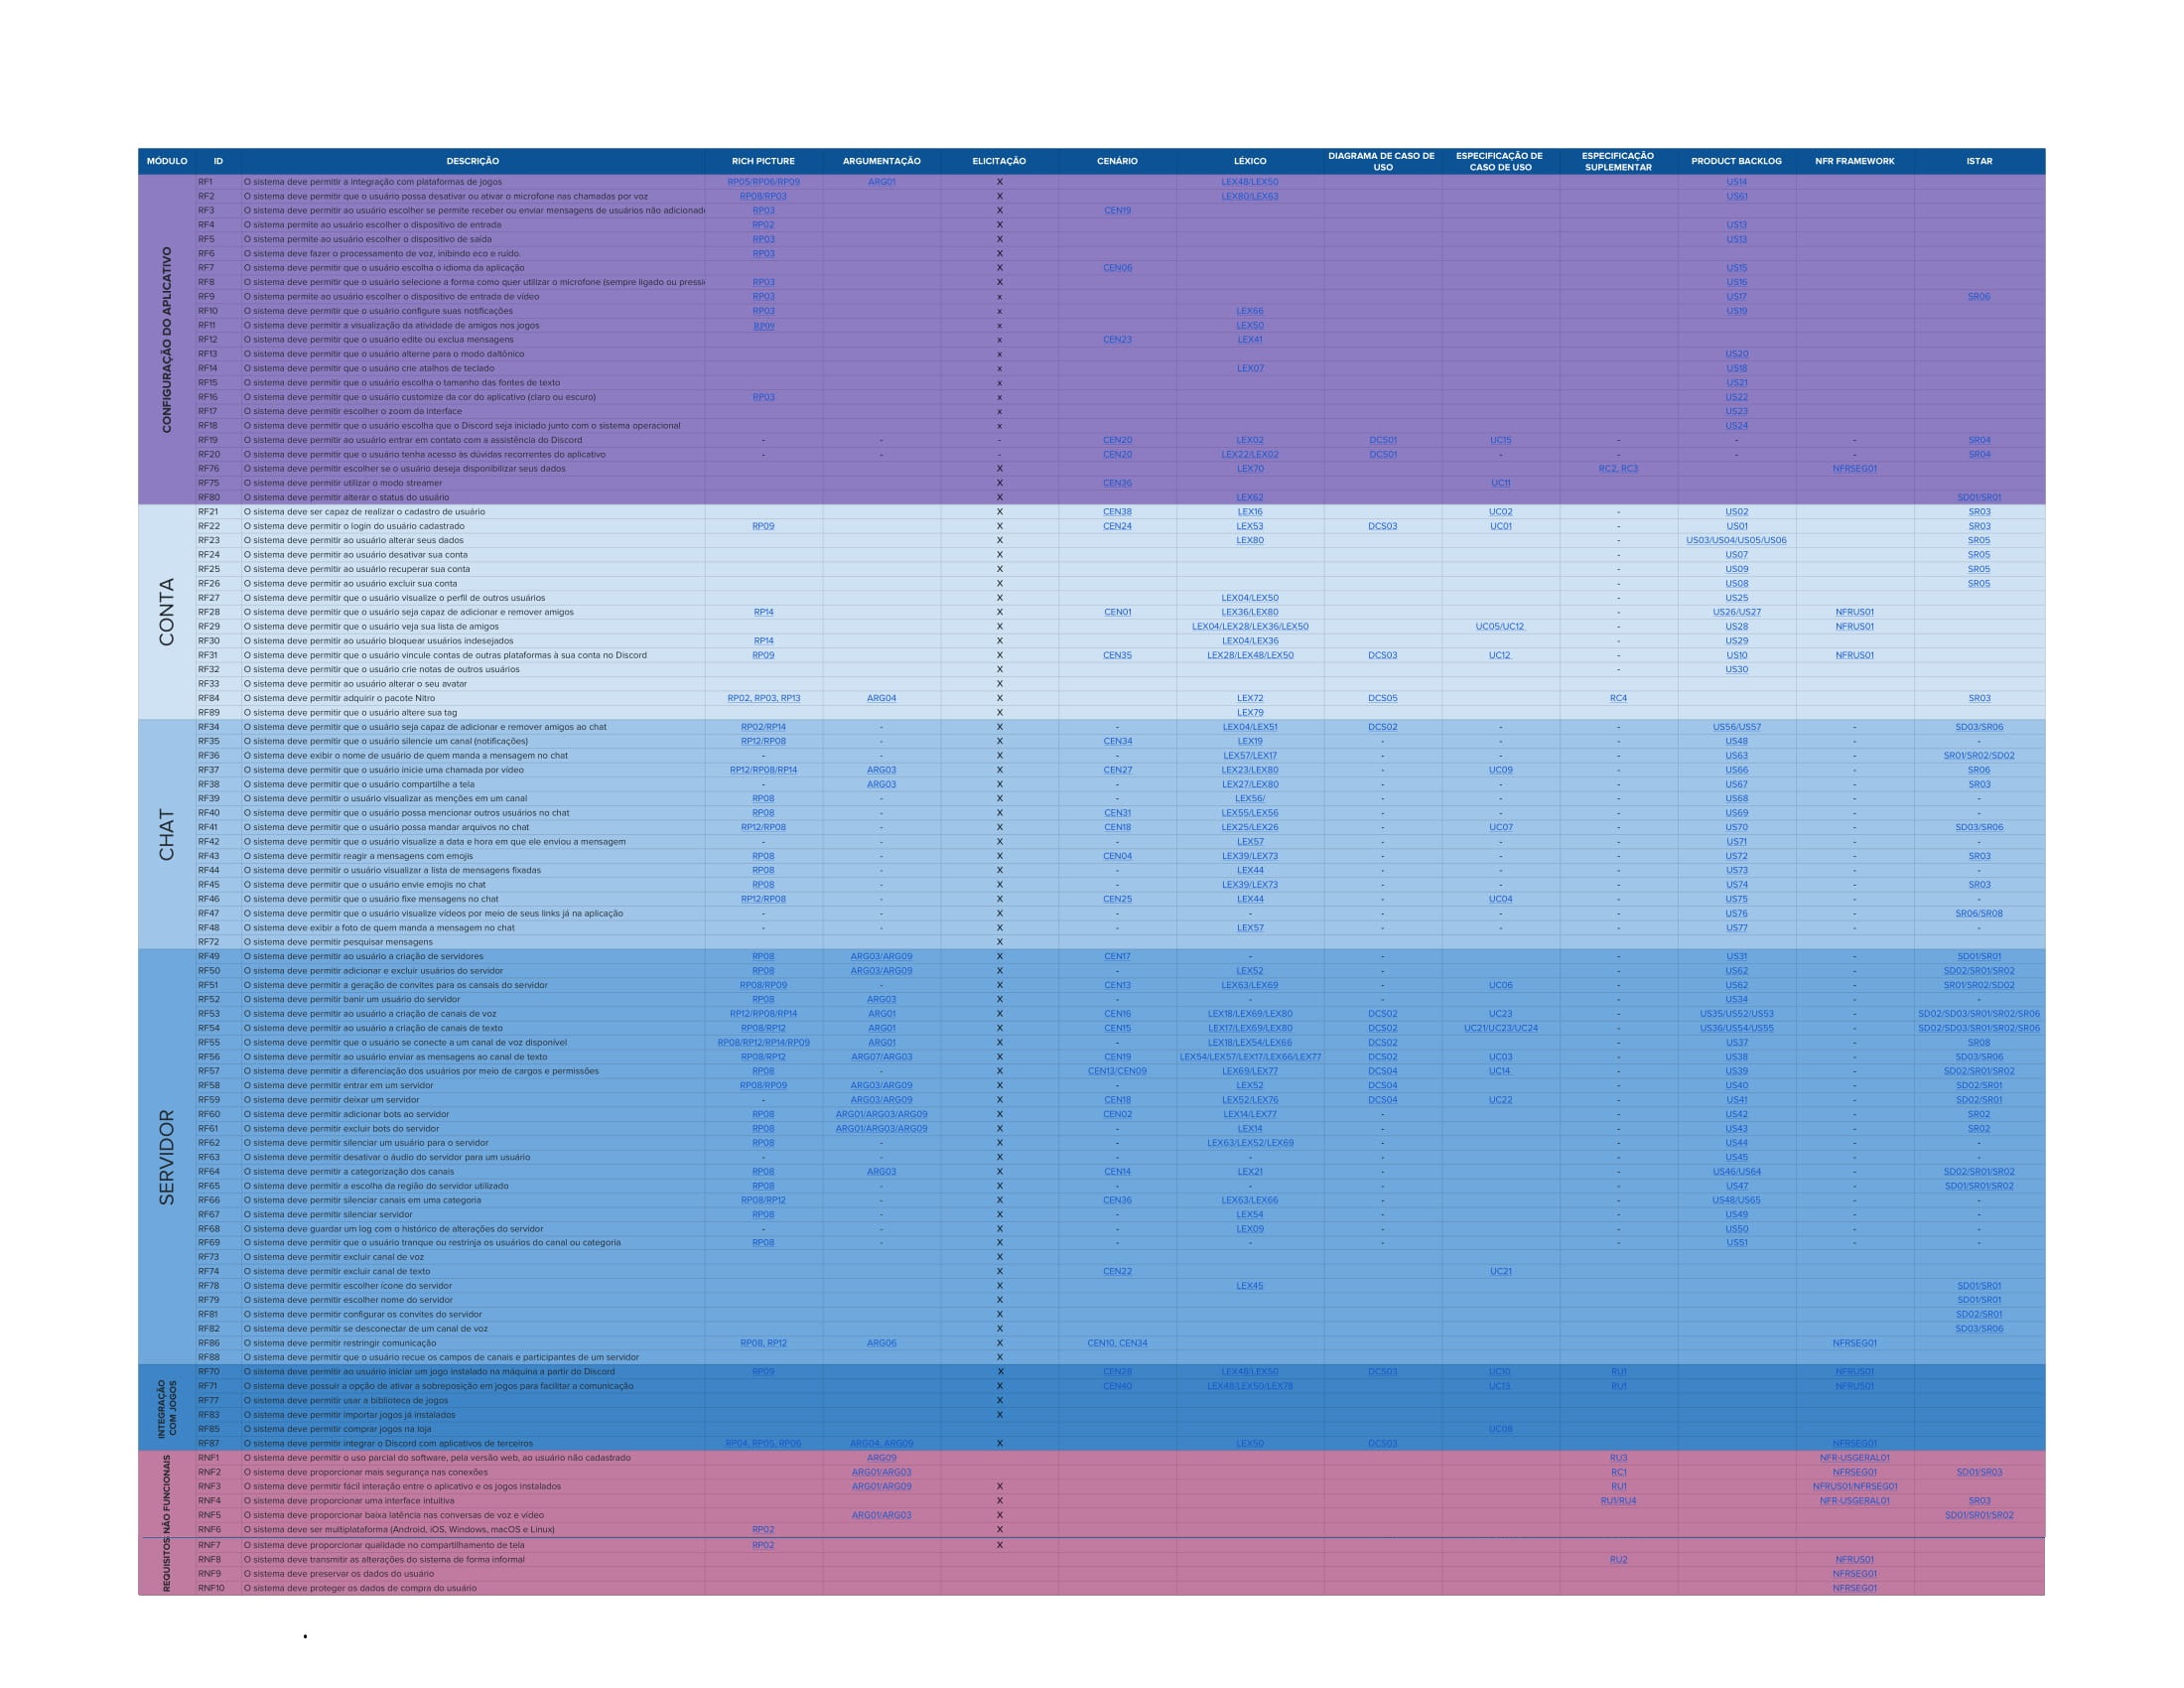 MÓDULO ID DESCRIÇÃO RICH PICTURE ARGUMENTAÇÃO ELICITAÇÃO CENÁRIO LÉXICO DIAGRAMA DE CASO DE USO ESPECIFICAÇÃO DE CASO DE USO ESPECIFICAÇÃO SUPLEMENTAR PRODUCT BACKLOG NFR FRAMEWORK ISTAR
CONFIGURAÇÃO DO APLICATIVO
RF1 O sistema deve permitir a integração com plataformas de jogos RP05/RP06/RP09 ARG01 X LEX48/LEX50 US14
RF2 O sistema deve permitir que o usuário possa desativar ou ativar o microfone nas chamadas por voz RP08/RP03 X LEX80/LEX63 US61
RF3 O sistema deve permitir ao usuário escolher se permite receber ou enviar mensagens de usuários não adicionad RP03 X CEN19
RF4 O sistema permite ao usuário escolher o dispositivo de entrada RP02 X US13
RF5 O sistema permite ao usuário escolher o dispositivo de saída RP03 X US13
RF6 O sistema deve fazer o processamento de voz, inibindo eco e ruído. RP03 X
RF7 O sistema deve permitir que o usuário escolha o idioma da aplicação X CEN06 US15
RF8 O sistema deve permitir que o usuário selecione a forma como quer utilizar o microfone (sempre ligado ou pressi RP03 X US16
RF9 O sistema permite ao usuário escolher o dispositivo de entrada de vídeo RP03 x US17 SR06
RF10 O sistema deve permitir que o usuário configure suas notificações RP03 x LEX66 US19
RF11 O sistema deve permitir a visualização da atividade de amigos nos jogos RP09 x LEX50
RF12 O sistema deve permitir que o usuário edite ou exclua mensagens x CEN23 LEX41
RF13 O sistema deve permitir que o usuário alterne para o modo daltônico x US20
RF14 O sistema deve permitir que o usuário crie atalhos de teclado x LEX07 US18
RF15 O sistema deve permitir que o usuário escolha o tamanho das fontes de texto x US21
RF16 O sistema deve permitir que o usuário customize da cor do aplicativo (claro ou escuro) RP03 x US22
RF17 O sistema deve permitir escolher o zoom da interface x US23
RF18 O sistema deve permitir que o usuário escolha que o Discord seja iniciado junto com o sistema operacional x US24
RF19 O sistema deve permitir ao usuário entrar em contato com a assistência do Discord - - - CEN20 LEX02 DCS01 UC15 - - - SR04
RF20 O sistema deve permitir que o usuário tenha acesso às dúvidas recorrentes do aplicativo - - - CEN20 LEX22/LEX02 DCS01 - - - - SR04
RF76 O sistema deve permitir escolher se o usuário deseja disponibilizar seus dados X LEX70 RC2, RC3 NFRSEG01
RF75 O sistema deve permitir utilizar o modo streamer X CEN36 UC11
RF80 O sistema deve permitir alterar o status do usuário X LEX62 SD01/SR01
CONTA
RF21 O sistema deve ser capaz de realizar o cadastro de usuário X CEN38 LEX16 UC02 - US02 SR03
RF22 O sistema deve permitir o login do usuário cadastrado RP09 X CEN24 LEX53 DCS03 UC01 - US01 SR03
RF23 O sistema deve permitir ao usuário alterar seus dados X LEX80 - US03/US04/US05/US06 SR05
RF24 O sistema deve permitir ao usuário desativar sua conta X - US07 SR05
RF25 O sistema deve permitir ao usuário recuperar sua conta X - US09 SR05
RF26 O sistema deve permitir ao usuário excluir sua conta X - US08 SR05
RF27 O sistema deve permitir que o usuário visualize o perfil de outros usuários X LEX04/LEX50 - US25
RF28 O sistema deve permitir que o usuário seja capaz de adicionar e remover amigos RP14 X CEN01 LEX36/LEX80 - US26/US27 NFRUS01
RF29 O sistema deve permitir que o usuário veja sua lista de amigos X LEX04/LEX28/LEX36/LEX50 UC05/UC12 - US28 NFRUS01
RF30 O sistema deve permitir ao usuário bloquear usuários indesejados RP14 X LEX04/LEX36 - US29
RF31 O sistema deve permitir que o usuário vincule contas de outras plataformas à sua conta no Discord RP09 X CEN35 LEX28/LEX48/LEX50 DCS03 UC12 - US10 NFRUS01
RF32 O sistema deve permitir que o usuário crie notas de outros usuários X - US30
RF33 O sistema deve permitir ao usuário alterar o seu avatar X
RF84 O sistema deve permitir adquirir o pacote Nitro RP02, RP03, RP13 ARG04 X LEX72 DCS05 RC4 SR03
RF89 O sistema deve permitir que o usuário altere sua tag X LEX79
CHAT
RF34 O sistema deve permitir que o usuário seja capaz de adicionar e remover amigos ao chat RP02/RP14 - X - LEX04/LEX51 DCS02 - - US56/US57 - SD03/SR06
RF35 O sistema deve permitir que o usuário silencie um canal (notificações) RP12/RP08 - X CEN34 LEX19 - - - US48 - -
RF36 O sistema deve exibir o nome de usuário de quem manda a mensagem no chat - - X - LEX57/LEX17 - - - US63 - SR01/SR02/SD02
RF37 O sistema deve permitir que o usuário inicie uma chamada por vídeo RP12/RP08/RP14 ARG03 X CEN27 LEX23/LEX80 - UC09 - US66 - SR06
RF38 O sistema deve permitir que o usuário compartilhe a tela - ARG03 X - LEX27/LEX80 - - - US67 - SR03
RF39 O sistema deve permitir o usuário visualizar as menções em um canal RP08 - X - LEX56/ - - - US68 - -
RF40 O sistema deve permitir que o usuário possa mencionar outros usuários no chat RP08 - X CEN31 LEX55/LEX56 - - - US69 - -
RF41 O sistema deve permitir que o usuário possa mandar arquivos no chat RP12/RP08 - X CEN18 LEX25/LEX26 - UC07 - US70 - SD03/SR06
RF42 O sistema deve permitir que o usuário visualize a data e hora em que ele enviou a mensagem - - X - LEX57 - - - US71 - -
RF43 O sistema deve permitir reagir a mensagens com emojis RP08 - X CEN04 LEX39/LEX73 - - - US72 - SR03
RF44 O sistema deve permitir o usuário visualizar a lista de mensagens fixadas RP08 - X - LEX44 - - - US73 - -
RF45 O sistema deve permitir que o usuário envie emojis no chat RP08 - X - LEX39/LEX73 - - - US74 - SR03
RF46 O sistema deve permitir que o usuário fixe mensagens no chat RP12/RP08 - X CEN25 LEX44 - UC04 - US75 - -
RF47 O sistema deve permitir que o usuário visualize vídeos por meio de seus links já na aplicação - - X - - - - - US76 - SR06/SR08
RF48 O sistema deve exibir a foto de quem manda a mensagem no chat - - X - LEX57 - - - US77 - -
RF72 O sistema deve permitir pesquisar mensagens X
SERVIDOR
RF49 O sistema deve permitir ao usuário a criação de servidores RP08 ARG03/ARG09 X CEN17 - - - US31 - SD01/SR01
RF50 O sistema deve permitir adicionar e excluir usuários do servidor RP08 ARG03/ARG09 X - LEX52 - - US62 - SD02/SR01/SR02
RF51 O sistema deve permitir a geração de convites para os cansais do servidor RP08/RP09 - X CEN13 LEX63/LEX69 - UC06 - US62 - SR01/SR02/SD02
RF52 O sistema deve permitir banir um usuário do servidor RP08 ARG03 X - - - - US34 - -
RF53 O sistema deve permitir ao usuário a criação de canais de voz RP12/RP08/RP14 ARG01 X CEN16 LEX18/LEX69/LEX80 DCS02 UC23 - US35/US52/US53 - SD02/SD03/SR01/SR02/SR06
RF54 O sistema deve permitir ao usuário a criação de canais de texto RP08/RP12 ARG01 X CEN15 LEX17/LEX69/LEX80 DCS02 UC21/UC23/UC24 - US36/US54/US55 - SD02/SD03/SR01/SR02/SR06
RF55 O sistema deve permitir que o usuário se conecte a um canal de voz disponível RP08/RP12/RP14/RP09 ARG01 X - LEX18/LEX54/LEX66 DCS02 - US37 - SR08
RF56 O sistema deve permitir ao usuário enviar as mensagens ao canal de texto RP08/RP12 ARG07/ARG03 X CEN19 LEX54/LEX57/LEX17/LEX66/LEX77 DCS02 UC03 - US38 - SD03/SR06
RF57 O sistema deve permitir a diferenciação dos usuários por meio de cargos e permissões RP08 - X CEN13/CEN09 LEX69/LEX77 DCS04 UC14 - US39 - SD02/SR01/SR02
RF58 O sistema deve permitir entrar em um servidor RP08/RP09 ARG03/ARG09 X - LEX52 DCS04 - US40 - SD02/SR01
RF59 O sistema deve permitir deixar um servidor - ARG03/ARG09 X CEN18 LEX52/LEX76 DCS04 UC22 - US41 - SD02/SR01
RF60 O sistema deve permitir adicionar bots ao servidor RP08 ARG01/ARG03/ARG09 X CEN02 LEX14/LEX77 - - US42 - SR02
RF61 O sistema deve permitir excluir bots do servidor RP08 ARG01/ARG03/ARG09 X - LEX14 - - US43 - SR02
RF62 O sistema deve permitir silenciar um usuário para o servidor RP08 - X - LEX63/LEX52/LEX69 - - US44 - -
RF63 O sistema deve permitir desativar o áudio do servidor para um usuário - - X - - - - US45 - -
RF64 O sistema deve permitir a categorização dos canais RP08 ARG03 X CEN14 LEX21 - - US46/US64 - SD02/SR01/SR02
RF65 O sistema deve permitir a escolha da região do servidor utilizado RP08 - X - - - - US47 - SD01/SR01/SR02
RF66 O sistema deve permitir silenciar canais em uma categoria RP08/RP12 - X CEN36 LEX63/LEX66 - - US48/US65 - -
RF67 O sistema deve permitir silenciar servidor RP08 - X - LEX54 - - US49 - -
RF68 O sistema deve guardar um log com o histórico de alterações do servidor - - X - LEX09 - - US50 - -
RF69 O sistema deve permitir que o usuário tranque ou restrinja os usuários do canal ou categoria RP08 - X - - - - US51 - -
RF73 O sistema deve permitir excluir canal de voz X
RF74 O sistema deve permitir excluir canal de texto X CEN22 UC21
RF78 O sistema deve permitir escolher ícone do servidor X LEX45 SD01/SR01
RF79 O sistema deve permitir escolher nome do servidor X SD01/SR01
RF81 O sistema deve permitir configurar os convites do servidor X SD02/SR01
RF82 O sistema deve permitir se desconectar de um canal de voz X SD03/SR06
RF86 O sistema deve permitir restringir comunicação RP08, RP12 ARG06 X CEN10, CEN34 NFRSEG01
RF88 O sistema deve permitir que o usuário recue os campos de canais e participantes de um servidor X
INTEGRAÇÃO COM JOGOS
RF70 O sistema deve permitir ao usuário iniciar um jogo instalado na máquina a partir do Discord RP09 X CEN28 LEX48/LEX50 DCS03 UC10 RU1 NFRUS01
RF71 O sistema deve possuir a opção de ativar a sobreposição em jogos para facilitar a comunicação X CEN40 LEX48/LEX50/LEX78 UC13 RU1 NFRUS01
RF77 O sistema deve permitir usar a biblioteca de jogos X
RF83 O sistema deve permitir importar jogos já instalados X
RF85 O sistema deve permitir comprar jogos na loja UC08
RF87 O sistema deve permitir integrar o Discord com aplicativos de terceiros RP04, RP05, RP06 ARG04, ARG09 X LEX50 DCS03 NFRSEG01
REQUISITOS NÃO FUNCIONAIS
RNF1 O sistema deve permitir o uso parcial do software, pela versão web, ao usuário não cadastrado ARG09 RU3 NFR-USGERAL01
RNF2 O sistema deve proporcionar mais segurança nas conexões ARG01/ARG03 RC1 NFRSEG01 SD01/SR03
RNF3 O sistema deve permitir fácil interação entre o aplicativo e os jogos instalados ARG01/ARG09 X RU1 NFRUS01/NFRSEG01
RNF4 O sistema deve proporcionar uma interface intuitiva X RU1/RU4 NFR-USGERAL01 SR03
RNF5 O sistema deve proporcionar baixa latência nas conversas de voz e vídeo ARG01/ARG03 X SD01/SR01/SR02
RNF6 O sistema deve ser multiplataforma (Android, iOS, Windows, macOS e Linux) RP02 X
RNF7 O sistema deve proporcionar qualidade no compartilhamento de tela RP02 X
RNF8 O sistema deve transmitir as alterações do sistema de forma informal RU2 NFRUS01
RNF9 O sistema deve preservar os dados do usuário NFRSEG01
RNF10 O sistema deve proteger os dados de compra do usuário NFRSEG01
.